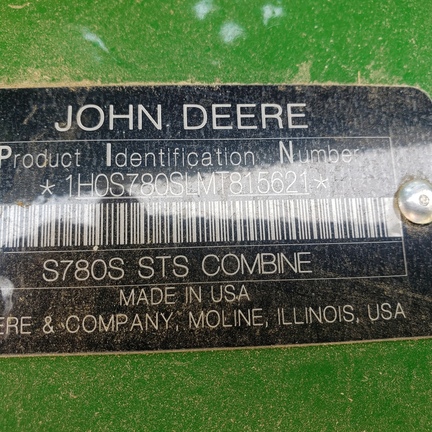 JOHN DEERE
Product Identification Number
*1H0S780SLMT815621*
S780S STS COMBINE
MADE IN USA
ERE & COMPANY, MOLINE, ILLINOIS, USA